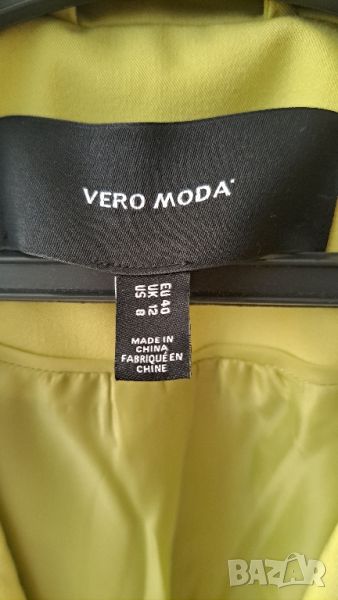 VERO MODA
EU 40
UK 12
US 8
MADE IN
CHINA
FABRIQUÉ EN
CHINE
BAZAR